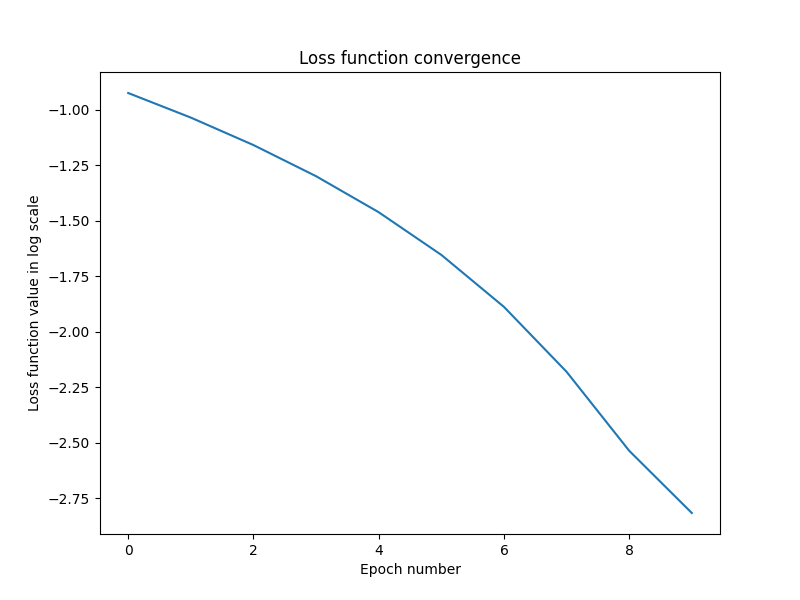 Loss function convergence
Loss function value in log scale
−1.00
−1.25
−1.50
−1.75
−2.00
−2.25
−2.50
−2.75
0 2 4 6 8
Epoch number